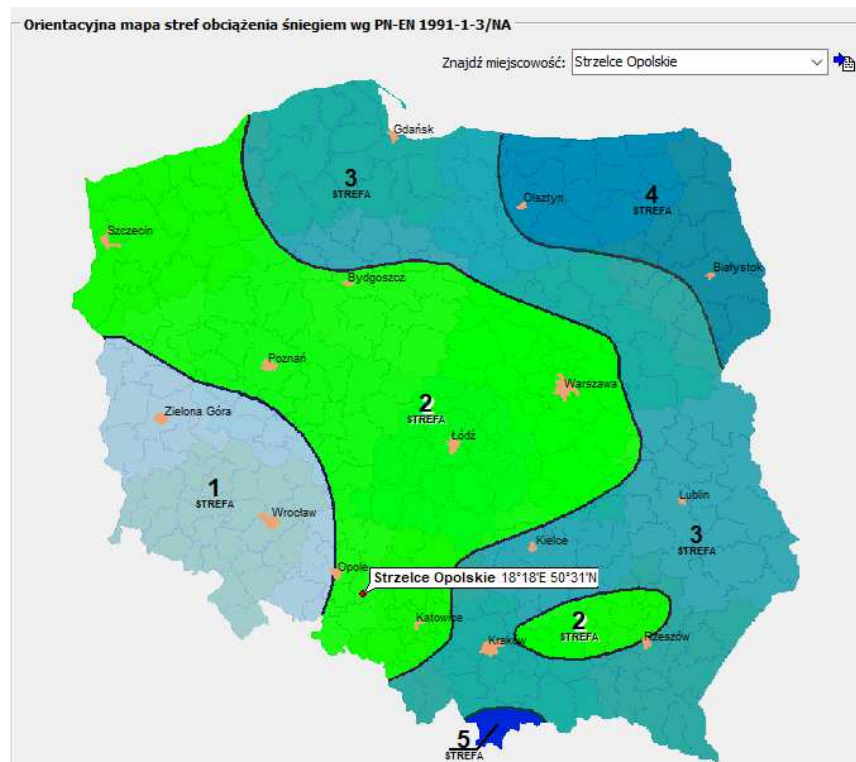 Orientacyjna mapa stref obciążenia śniegiem wg PN-EN 1991-1-3/NA
Znajdź miejscowość: Strzelce Opolskie
Gdańsk
3
STREFA
4
STREFA
Olsztyn
Szczecin
Białystok
Bydgoszcz
Poznań
Warszawa
2
STREFA
Zielona Góra
Łódź
1
STREFA
Lublin
Wrocław
3
STREFA
Kielce
Opole
Strzelce Opolskie 18°18'E 50°31'N
2
STREFA
Katowice
Kraków
Rzeszów
5
STREFA